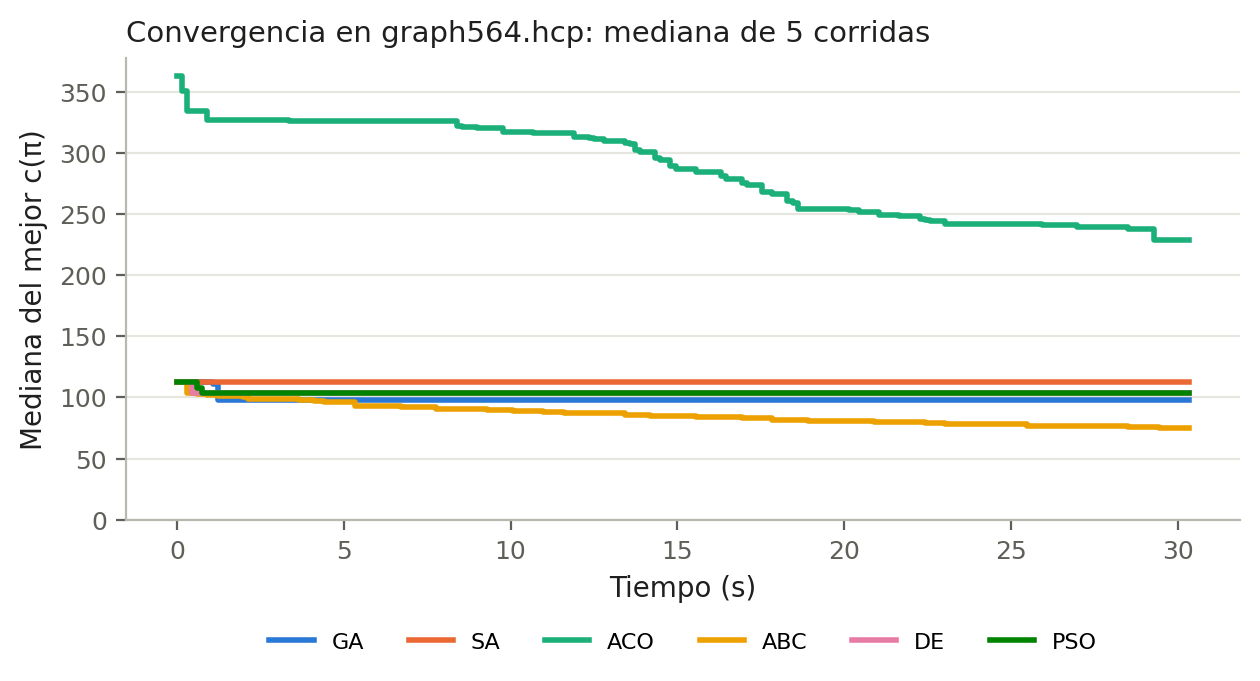 Convergencia en graph564.hcp: mediana de 5 corridas
Mediana del mejor c(π)
350
300
250
200
150
100
50
0
0 5 10 15 20 25 30
Tiempo (s)
GA SA ACO ABC DE PSO